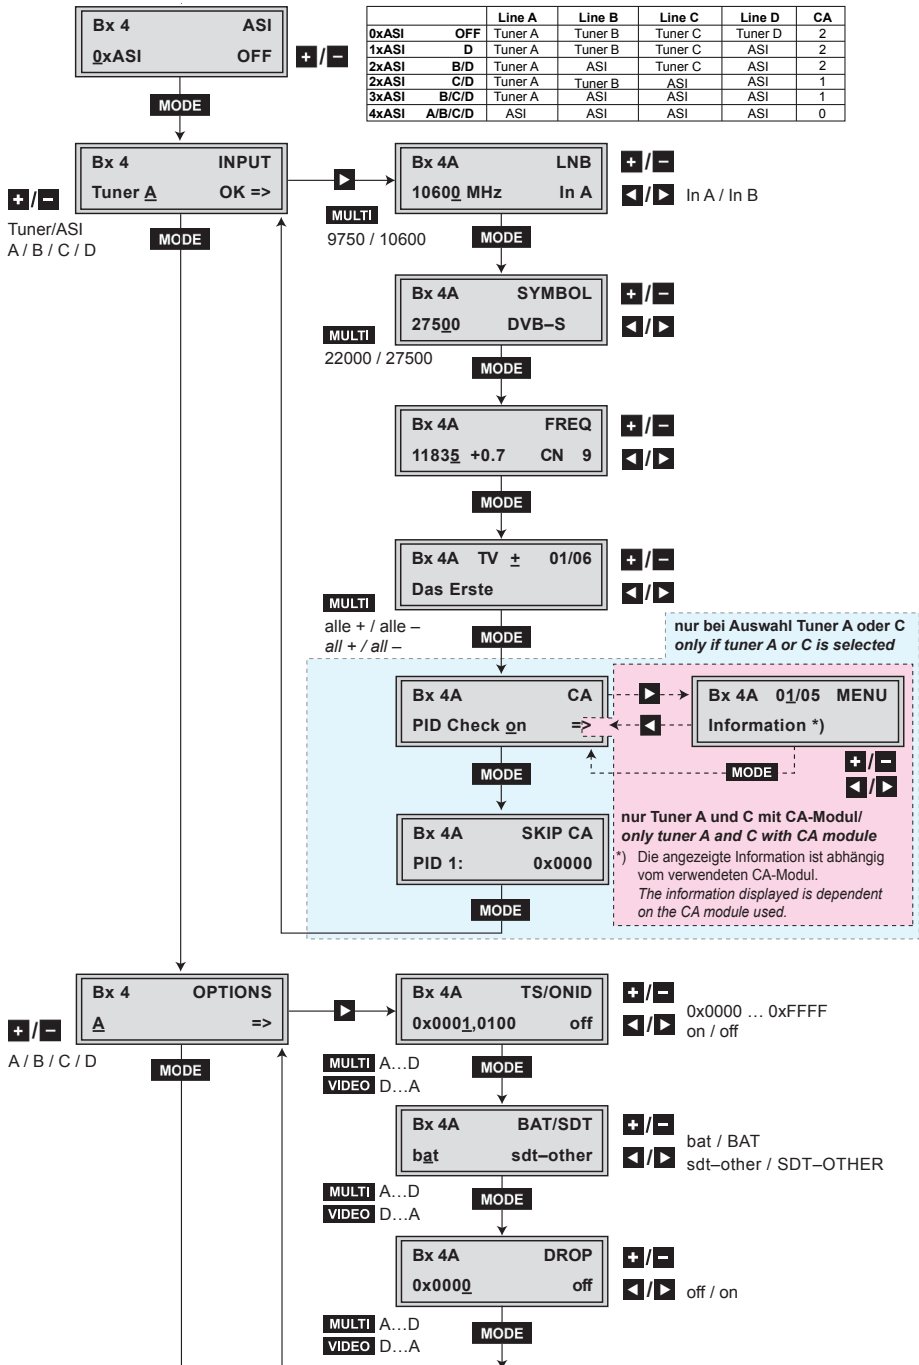 Bx 4 ASI
0xASI OFF
+/−
Line A Line B Line C Line D CA
0xASI OFF Tuner A Tuner B Tuner C Tuner D 2
1xASI D Tuner A Tuner B Tuner C ASI 2
2xASI B/D Tuner A ASI Tuner C ASI 2
2xASI C/D Tuner A Tuner B ASI ASI 1
3xASI B/C/D Tuner A ASI ASI ASI 1
4xASI A/B/C/D ASI ASI ASI ASI 0
MODE
Bx 4 INPUT
Tuner A OK =>
+/−
Tuner/ASI
A / B / C / D
MODE
Bx 4A LNB
10600 MHz In A
+/−
◄/► In A / In B
MULTI
9750 / 10600
MODE
Bx 4A SYMBOL
27500 DVB–S
+/−
◄/►
MULTI
22000 / 27500
MODE
Bx 4A FREQ
11835 +0.7 CN 9
+/−
◄/►
MODE
Bx 4A TV + 01/06
Das Erste
+/−
◄/►
MULTI
alle + / alle –
all + / all –
MODE
nur bei Auswahl Tuner A oder C
only if tuner A or C is selected
Bx 4A CA
PID Check on =>
►
◄
Bx 4A 01/05 MENU
Information *)
MODE
+/−
◄/►
MODE
nur Tuner A und C mit CA-Modul/
only tuner A and C with CA module
*) Die angezeigte Information ist abhängig
vom verwendeten CA-Modul.
The information displayed is dependent
on the CA module used.
Bx 4A SKIP CA
PID 1: 0x0000
MODE
Bx 4 OPTIONS
A =>
+/−
A / B / C / D
MODE
►
Bx 4A TS/ONID
0x0001,0100 off
+/−
◄/►
0x0000 … 0xFFFF
on / off
MULTI A…D
VIDEO D…A
MODE
Bx 4A BAT/SDT
bat sdt–other
+/−
◄/►
bat / BAT
sdt–other / SDT–OTHER
MULTI A…D
VIDEO D…A
MODE
Bx 4A DROP
0x0000 off
+/−
◄/► off / on
MULTI A…D
VIDEO D…A
MODE